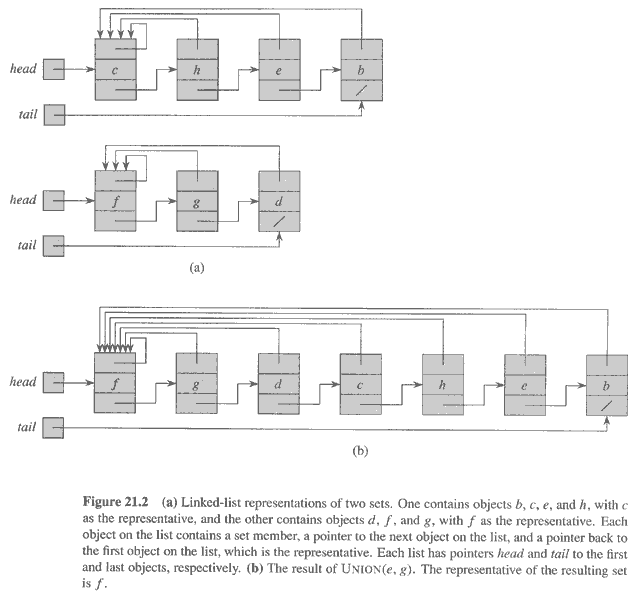 head c h e b
/
tail
head f g d
/
tail
(a)
head f g d c h e b
/
tail
(b)
Figure 21.2 (a) Linked-list representations of two sets. One contains objects b, c, e, and h, with c
as the representative, and the other contains objects d, f, and g, with f as the representative. Each
object on the list contains a set member, a pointer to the next object on the list, and a pointer back to
the first object on the list, which is the representative. Each list has pointers head and tail to the first
and last objects, respectively. (b) The result of UNION(e, g). The representative of the resulting set
is f.